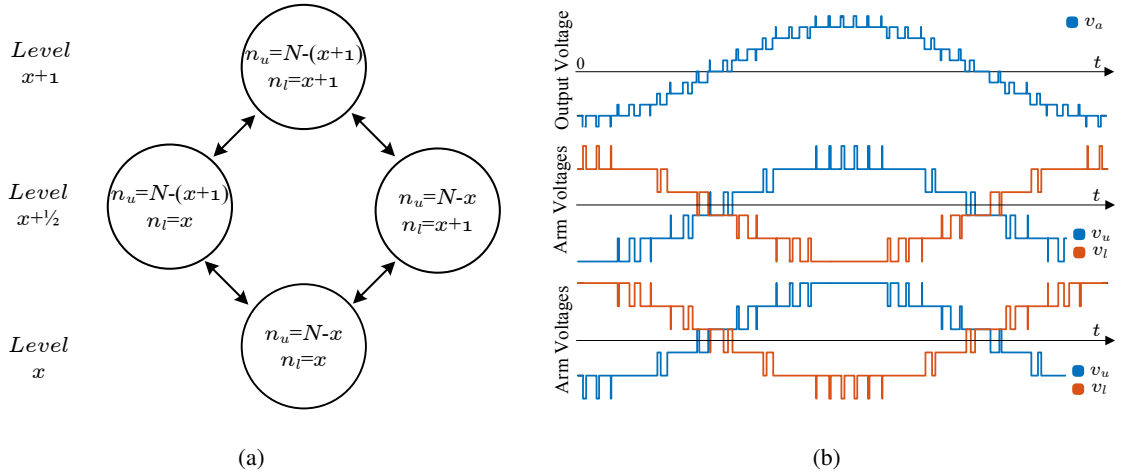 Level
x+1
n_u=N-(x+1)
n_l=x+1
Level
x+½
n_u=N-(x+1)
n_l=x
n_u=N-x
n_l=x+1
Level
x
n_u=N-x
n_l=x
(a)
Output Voltage
0
t
v_a
Arm Voltages
t
v_u
v_l
Arm Voltages
t
v_u
v_l
(b)